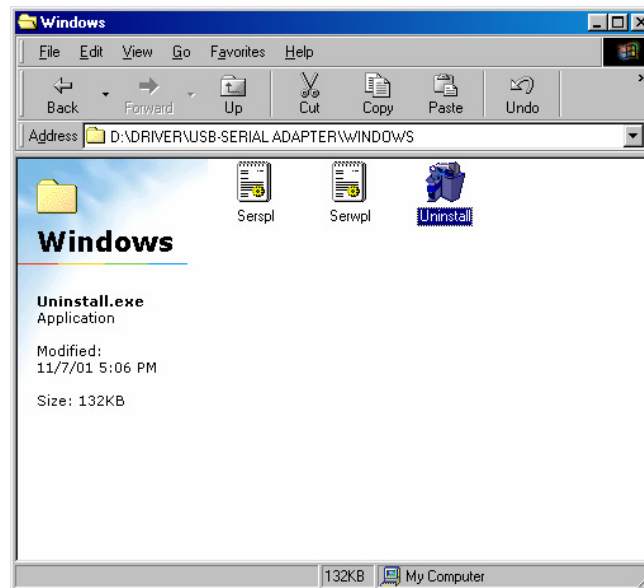 Windows
File Edit View Go Favorites Help
Back Forward Up Cut Copy Paste Undo »
Address D:\DRIVER\USB-SERIAL ADAPTER\WINDOWS
Serspl Serwpl Uninstall
Windows
Uninstall.exe
Application
Modified:
11/7/01 5:06 PM
Size: 132KB
132KB My Computer